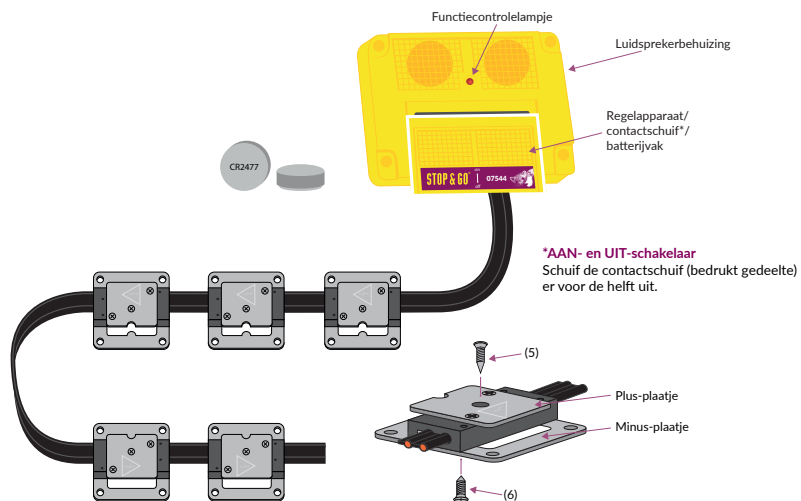 Functiecontrolelampje
Luidsprekerbehuizing
Regelapparaat/
contactschuif*/
batterijvak
CR2477
STOP & GO
07544
*AAN- en UIT-schakelaar
Schuif de contactschuif (bedrukt gedeelte)
er voor de helft uit.
(5)
Plus-plaatje
Minus-plaatje
(6)